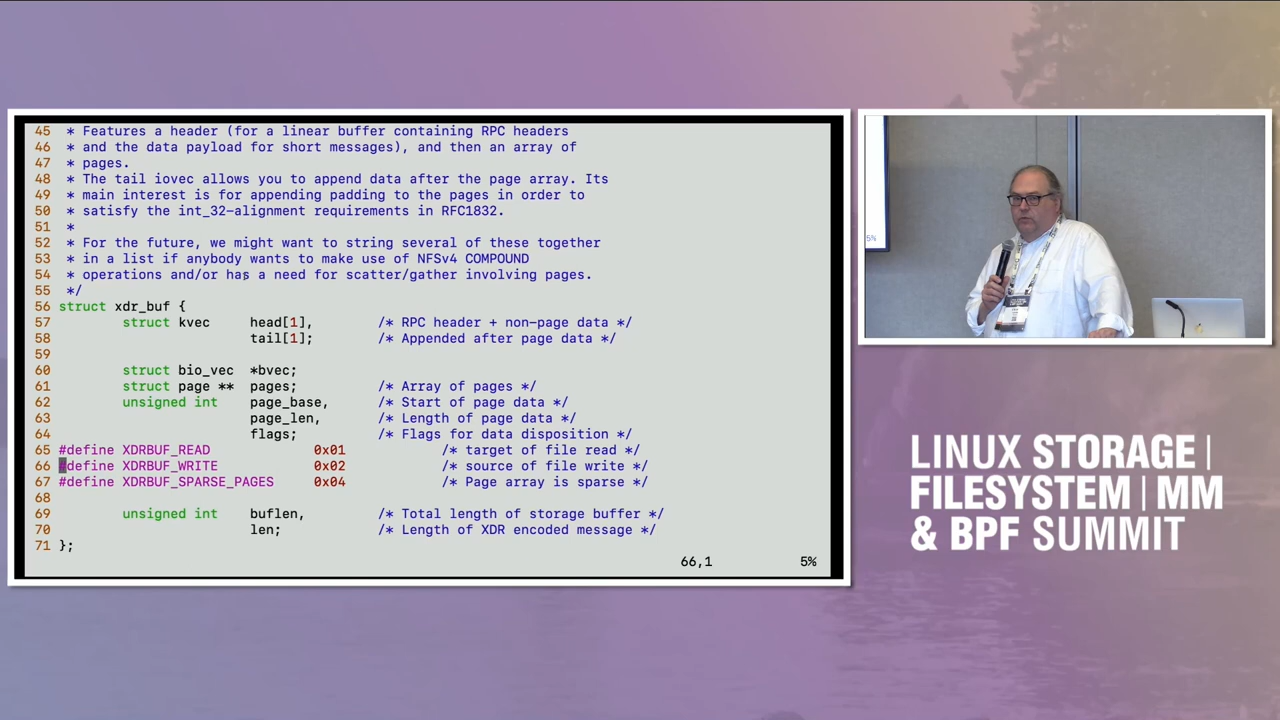 45  * Features a header (for a linear buffer containing RPC headers
46  * and the data payload for short messages), and then an array of
47  * pages.
48  * The tail iovec allows you to append data after the page array. Its
49  * main interest is for appending padding to the pages in order to
50  * satisfy the int_32-alignment requirements in RFC1832.
51  *
52  * For the future, we might want to string several of these together
53  * in a list if anybody wants to make use of NFSv4 COMPOUND
54  * operations and/or has a need for scatter/gather involving pages.
55  */
56 struct xdr_buf {
57         struct kvec     head[1],        /* RPC header + non-page data */
58                         tail[1];        /* Appended after page data */
59
60         struct bio_vec  *bvec;
61         struct page **  pages;          /* Array of pages */
62         unsigned int    page_base,      /* Start of page data */
63                         page_len,       /* Length of page data */
64                         flags;          /* Flags for data disposition */
65 #define XDRBUF_READ             0x01            /* target of file read */
66 #define XDRBUF_WRITE            0x02            /* source of file write */
67 #define XDRBUF_SPARSE_PAGES     0x04            /* Page array is sparse */
68
69         unsigned int    buflen,         /* Total length of storage buffer */
70                         len;            /* Length of XDR encoded message */
71 };
66,1 5%
5%
LINUX STORAGE |
FILESYSTEM | MM
& BPF SUMMIT